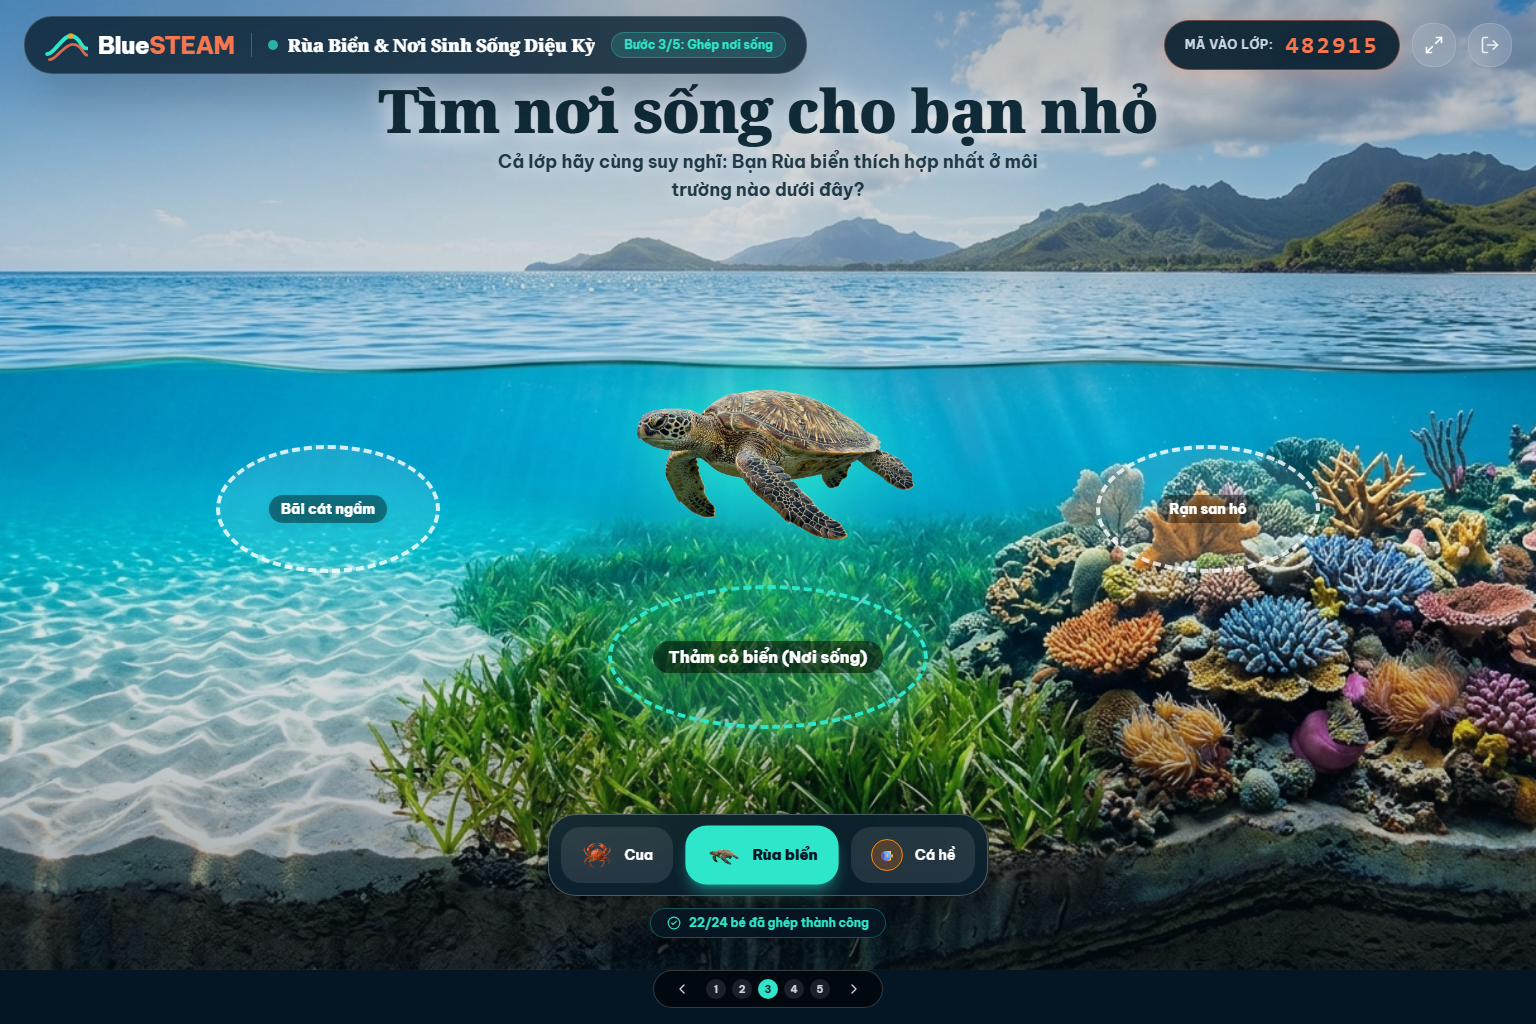 BlueSTEAM
Rùa Biển & Nơi Sinh Sống Diệu Kỳ
Bước 3/5: Ghép nơi sống
MÃ VÀO LỚP: 482915
Tìm nơi sống cho bạn nhỏ
Cả lớp hãy cùng suy nghĩ: Bạn Rùa biển thích hợp nhất ở môi
trường nào dưới đây?
Bãi cát ngầm
Rạn san hô
Thảm cỏ biển (Nơi sống)
Cua
Rùa biển
Cá hề
22/24 bé đã ghép thành công
1 2 3 4 5